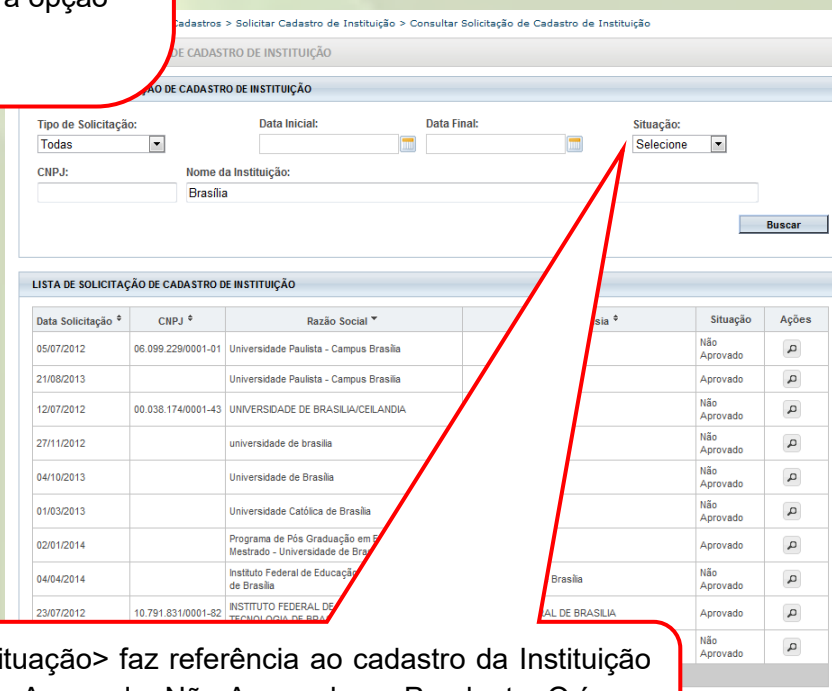 a opção
Cadastros > Solicitar Cadastro de Instituição > Consultar Solicitação de Cadastro de Instituição
DE CADASTRO DE INSTITUIÇÃO
DE CADASTRO DE INSTITUIÇÃO
Tipo de Solicitação: Data Inicial: Data Final: Situação:
Todas Selecione
CNPJ: Nome da Instituição:
Brasília
Buscar
LISTA DE SOLICITAÇÃO DE CADASTRO DE INSTITUIÇÃO
Data Solicitação CNPJ Razão Social sia Situação Ações
05/07/2012 06.099.229/0001-01 Universidade Paulista - Campus Brasília Não Aprovado
21/08/2013 Universidade Paulista - Campus Brasília Aprovado
12/07/2012 00.038.174/0001-43 UNIVERSIDADE DE BRASILIA/CEILANDIA Não Aprovado
27/11/2012 universidade de brasilia Não Aprovado
04/10/2013 Universidade de Brasília Não Aprovado
01/03/2013 Universidade Católica de Brasília Não Aprovado
02/01/2014 Programa de Pós Graduação em Aprovado
Mestrado - Universidade de
04/04/2014 Instituto Federal de Educação Brasília Não Aprovado
de Brasília
23/07/2012 10.791.831/0001-82 INSTITUTO FEDERAL DE AL DE BRASILIA Aprovado
Não Aprovado
ituação> faz referência ao cadastro da Instituição